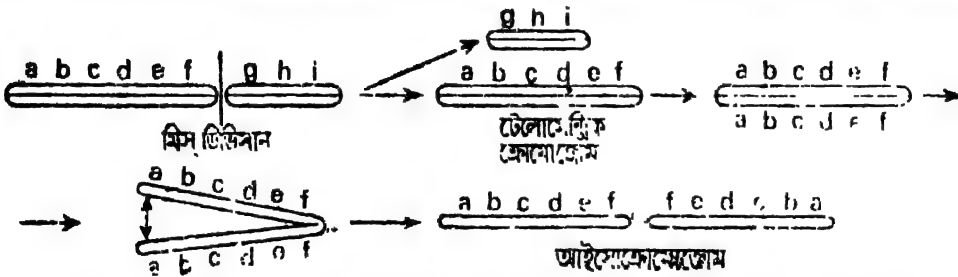 g h i
a b c d e f g h i
a b c d e f
a b c d e f
মিস্ ডিভিসান
টেলোসেন্ট্রিক
ক্রোমোজোম
a b c d e f
a b c d e f
a b c d e f
a b c d e f
f e d c b a
আইসোক্রোমোজোম